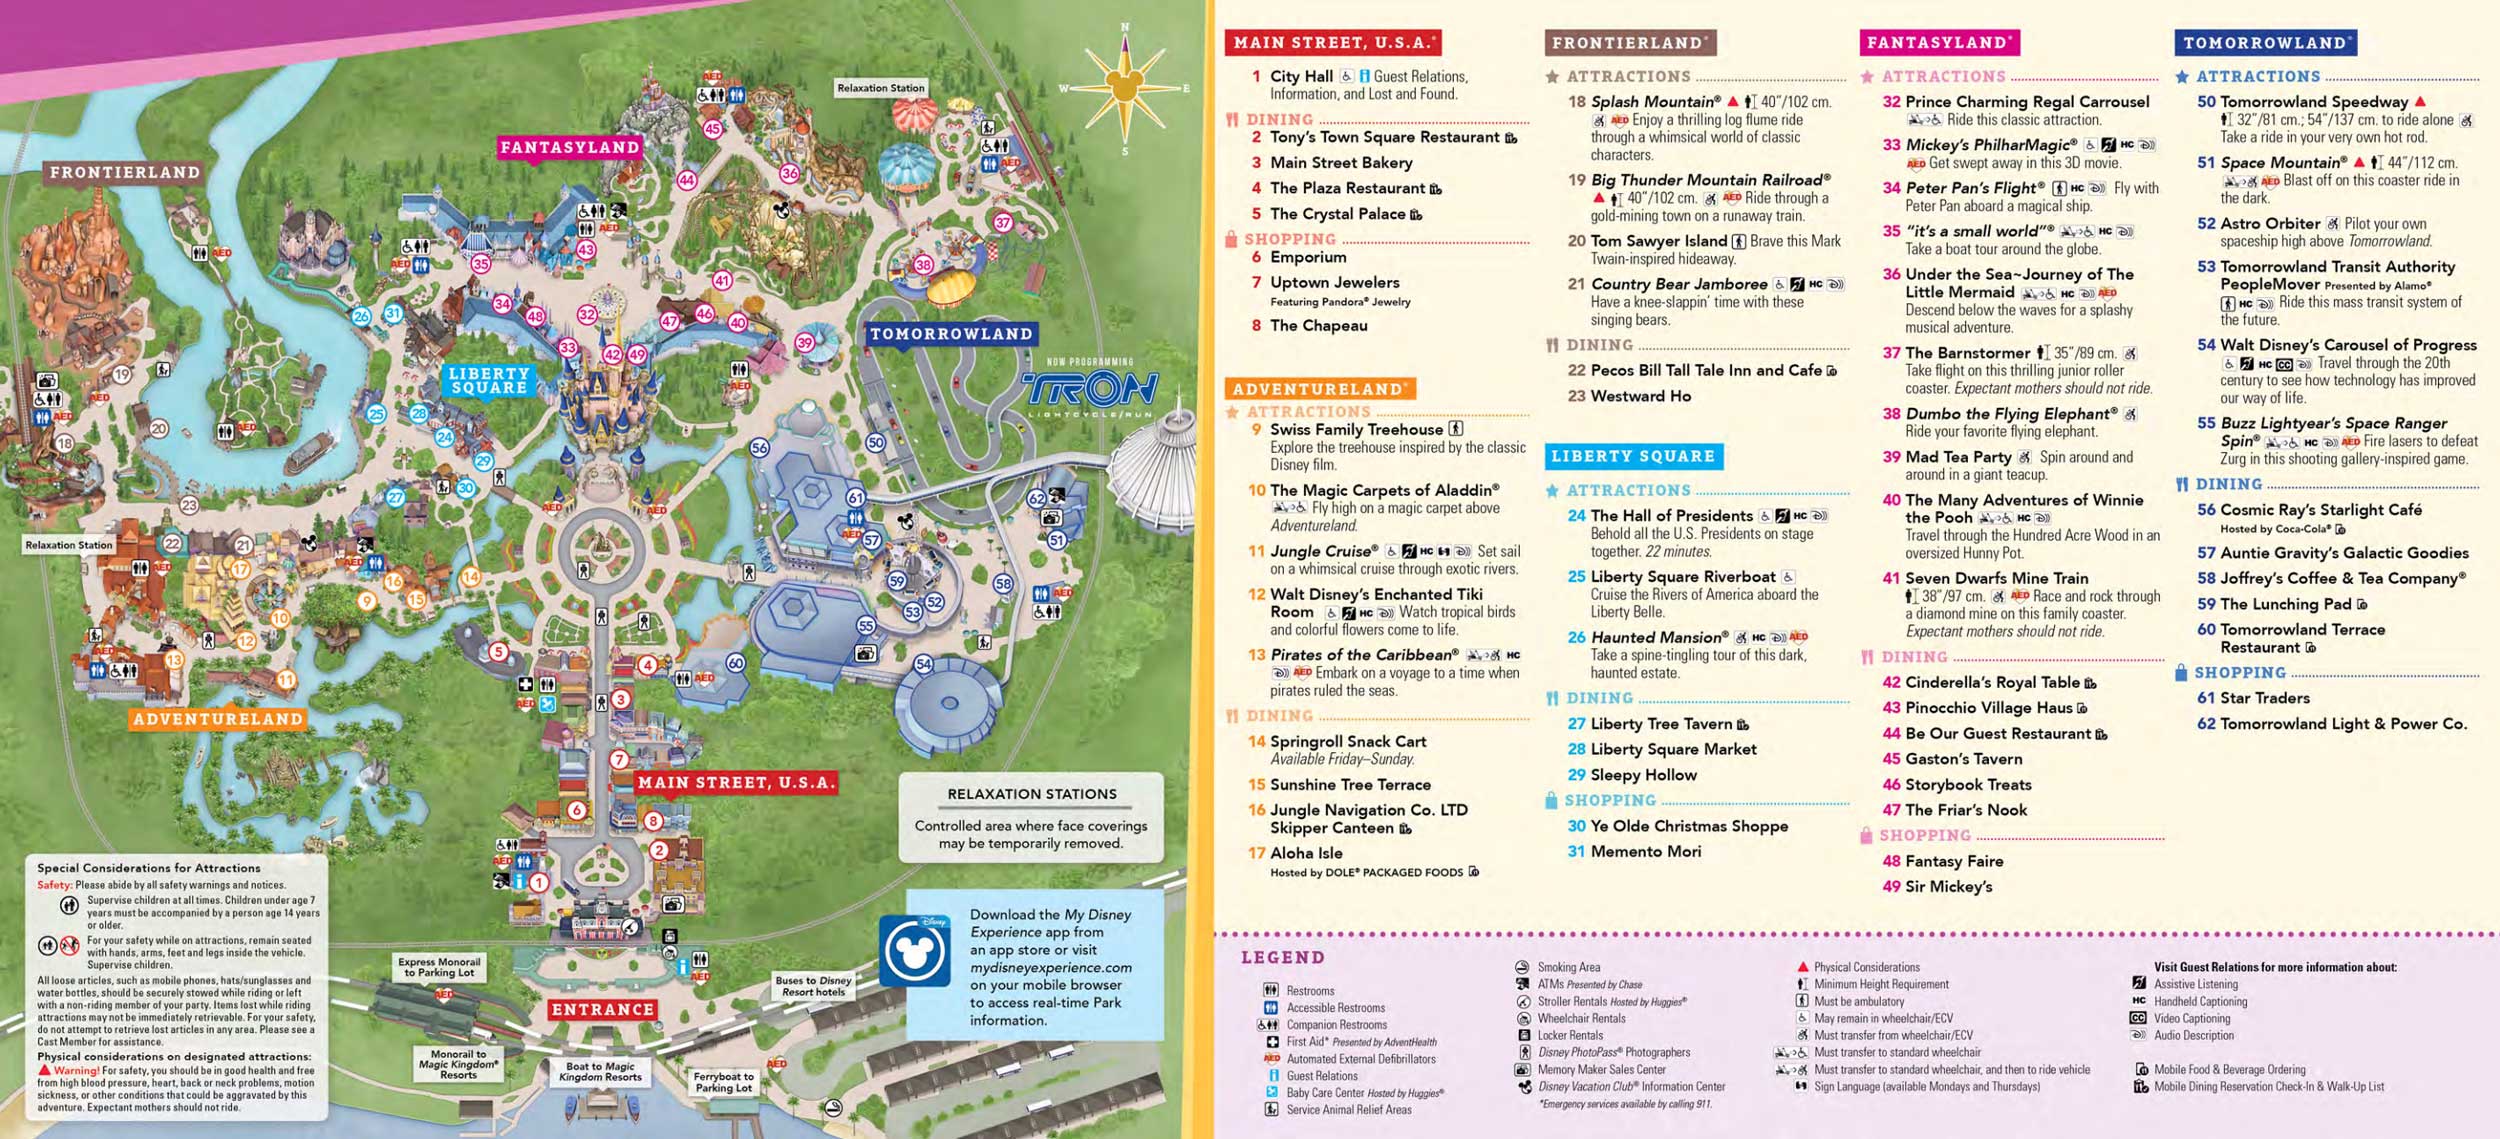 Relaxation Station
N
W
E
S
FANTASYLAND
FRONTIERLAND
TOMORROWLAND
NOW PROGRAMMING
TRON
LIGHTCYCLE/RUN
LIBERTY
SQUARE
Relaxation Station
ADVENTURELAND
MAIN STREET, U.S.A.
RELAXATION STATIONS
Controlled area where face coverings
may be temporarily removed.
Special Considerations for Attractions
Safety: Please abide by all safety warnings and notices.
Supervise children at all times. Children under age 7
years must be accompanied by a person age 14 years
or older.
For your safety while on attractions, remain seated
with hands, arms, feet and legs inside the vehicle.
Supervise children.
All loose articles, such as mobile phones, hats/sunglasses and
water bottles, should be securely stowed while riding or left
with a non-riding member of your party. Items lost while riding
attractions may not be immediately retrievable. For your safety,
do not attempt to retrieve lost articles in any area. Please see a
Cast Member for assistance.
Physical considerations on designated attractions:
Warning! For safety, you should be in good health and free
from high blood pressure, heart, back or neck problems, motion
sickness, or other conditions that could be aggravated by this
adventure. Expectant mothers should not ride.
Express Monorail
to Parking Lot
Monorail to
Magic Kingdom®
Resorts
ENTRANCE
Boat to Magic
Kingdom Resorts
Ferryboat to
Parking Lot
Buses to Disney
Resort hotels
Disney
Download the My Disney
Experience app from
an app store or visit
mydisneyexperience.com
on your mobile browser
to access real-time Park
information.
MAIN STREET, U.S.A.®
1 City Hall Guest Relations,
Information, and Lost and Found.
DINING
2 Tony's Town Square Restaurant
3 Main Street Bakery
4 The Plaza Restaurant
5 The Crystal Palace
SHOPPING
6 Emporium
7 Uptown Jewelers
Featuring Pandora® Jewelry
8 The Chapeau
ADVENTURELAND®
ATTRACTIONS
9 Swiss Family Treehouse
Explore the treehouse inspired by the classic
Disney film.
10 The Magic Carpets of Aladdin®
Fly high on a magic carpet above
Adventureland.
11 Jungle Cruise® HC Set sail
on a whimsical cruise through exotic rivers.
12 Walt Disney's Enchanted Tiki
Room HC Watch tropical birds
and colorful flowers come to life.
13 Pirates of the Caribbean® HC
AED Embark on a voyage to a time when
pirates ruled the seas.
DINING
14 Springroll Snack Cart
Available Friday–Sunday.
15 Sunshine Tree Terrace
16 Jungle Navigation Co. LTD
Skipper Canteen
17 Aloha Isle
Hosted by DOLE® PACKAGED FOODS
FRONTIERLAND®
ATTRACTIONS
18 Splash Mountain® 40"/102 cm.
AED Enjoy a thrilling log flume ride
through a whimsical world of classic
characters.
19 Big Thunder Mountain Railroad®
40"/102 cm. AED Ride through a
gold-mining town on a runaway train.
20 Tom Sawyer Island Brave this Mark
Twain-inspired hideaway.
21 Country Bear Jamboree HC
Have a knee-slappin' time with these
singing bears.
DINING
22 Pecos Bill Tall Tale Inn and Cafe
23 Westward Ho
LIBERTY SQUARE
ATTRACTIONS
24 The Hall of Presidents HC
Behold all the U.S. Presidents on stage
together. 22 minutes.
25 Liberty Square Riverboat
Cruise the Rivers of America aboard the
Liberty Belle.
26 Haunted Mansion® HC AED
Take a spine-tingling tour of this dark,
haunted estate.
DINING
27 Liberty Tree Tavern
28 Liberty Square Market
29 Sleepy Hollow
SHOPPING
30 Ye Olde Christmas Shoppe
31 Memento Mori
FANTASYLAND®
ATTRACTIONS
32 Prince Charming Regal Carrousel
Ride this classic attraction.
33 Mickey's PhilharMagic® HC
AED Get swept away in this 3D movie.
34 Peter Pan's Flight® HC Fly with
Peter Pan aboard a magical ship.
35 "it's a small world"® HC
Take a boat tour around the globe.
36 Under the Sea~Journey of The
Little Mermaid HC AED
Descend below the waves for a splashy
musical adventure.
37 The Barnstormer 35"/89 cm.
Take flight on this thrilling junior roller
coaster. Expectant mothers should not ride.
38 Dumbo the Flying Elephant®
Ride your favorite flying elephant.
39 Mad Tea Party Spin around and
around in a giant teacup.
40 The Many Adventures of Winnie
the Pooh HC
Travel through the Hundred Acre Wood in an
oversized Hunny Pot.
41 Seven Dwarfs Mine Train
38"/97 cm. AED Race and rock through
a diamond mine on this family coaster.
Expectant mothers should not ride.
DINING
42 Cinderella's Royal Table
43 Pinocchio Village Haus
44 Be Our Guest Restaurant
45 Gaston's Tavern
46 Storybook Treats
47 The Friar's Nook
SHOPPING
48 Fantasy Faire
49 Sir Mickey's
TOMORROWLAND®
ATTRACTIONS
50 Tomorrowland Speedway
32"/81 cm.; 54"/137 cm. to ride alone
Take a ride in your very own hot rod.
51 Space Mountain® 44"/112 cm.
AED Blast off on this coaster ride in
the dark.
52 Astro Orbiter Pilot your own
spaceship high above Tomorrowland.
53 Tomorrowland Transit Authority
PeopleMover Presented by Alamo®
HC Ride this mass transit system of
the future.
54 Walt Disney's Carousel of Progress
HC CC Travel through the 20th
century to see how technology has improved
our way of life.
55 Buzz Lightyear's Space Ranger
Spin® HC AED Fire lasers to defeat
Zurg in this shooting gallery-inspired game.
DINING
56 Cosmic Ray's Starlight Café
Hosted by Coca-Cola®
57 Auntie Gravity's Galactic Goodies
58 Joffrey's Coffee & Tea Company®
59 The Lunching Pad
60 Tomorrowland Terrace
Restaurant
SHOPPING
61 Star Traders
62 Tomorrowland Light & Power Co.
LEGEND
Restrooms
Accessible Restrooms
Companion Restrooms
First Aid* Presented by AdventHealth
AED Automated External Defibrillators
Guest Relations
Baby Care Center Hosted by Huggies®
Service Animal Relief Areas
Smoking Area
ATMs Presented by Chase
Stroller Rentals Hosted by Huggies®
Wheelchair Rentals
Locker Rentals
Disney PhotoPass® Photographers
Memory Maker Sales Center
Disney Vacation Club® Information Center
*Emergency services available by calling 911.
Physical Considerations
Minimum Height Requirement
Must be ambulatory
May remain in wheelchair/ECV
Must transfer from wheelchair/ECV
Must transfer to standard wheelchair
Must transfer to standard wheelchair, and then to ride vehicle
Sign Language (available Mondays and Thursdays)
Visit Guest Relations for more information about:
Assistive Listening
HC Handheld Captioning
CC Video Captioning
Audio Description
Mobile Food & Beverage Ordering
Mobile Dining Reservation Check-In & Walk-Up List